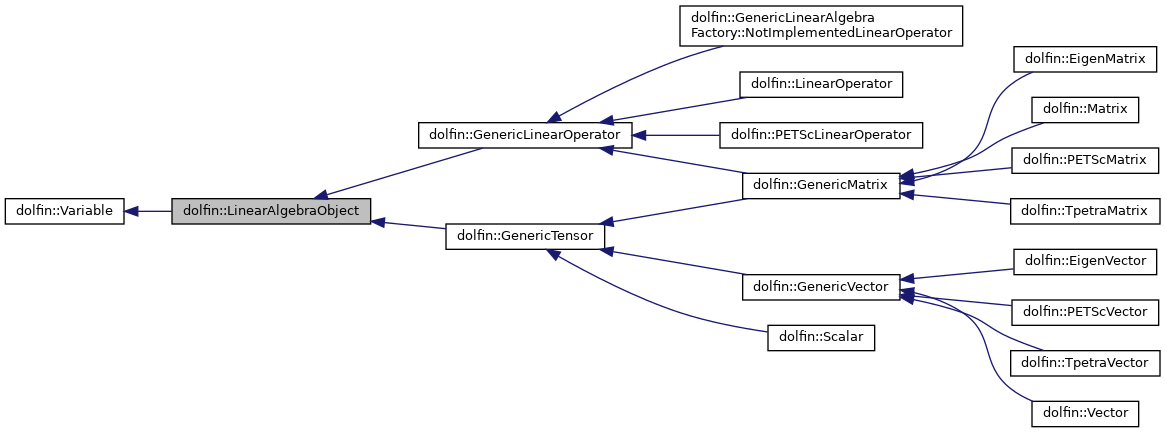 dolfin::GenericLinearAlgebra
Factory::NotImplementedLinearOperator
dolfin::EigenMatrix
dolfin::LinearOperator
dolfin::Matrix
dolfin::GenericLinearOperator
dolfin::PETScLinearOperator
dolfin::PETScMatrix
dolfin::GenericMatrix
dolfin::Variable
dolfin::LinearAlgebraObject
dolfin::TpetraMatrix
dolfin::GenericTensor
dolfin::EigenVector
dolfin::GenericVector
dolfin::PETScVector
dolfin::Scalar
dolfin::TpetraVector
dolfin::Vector